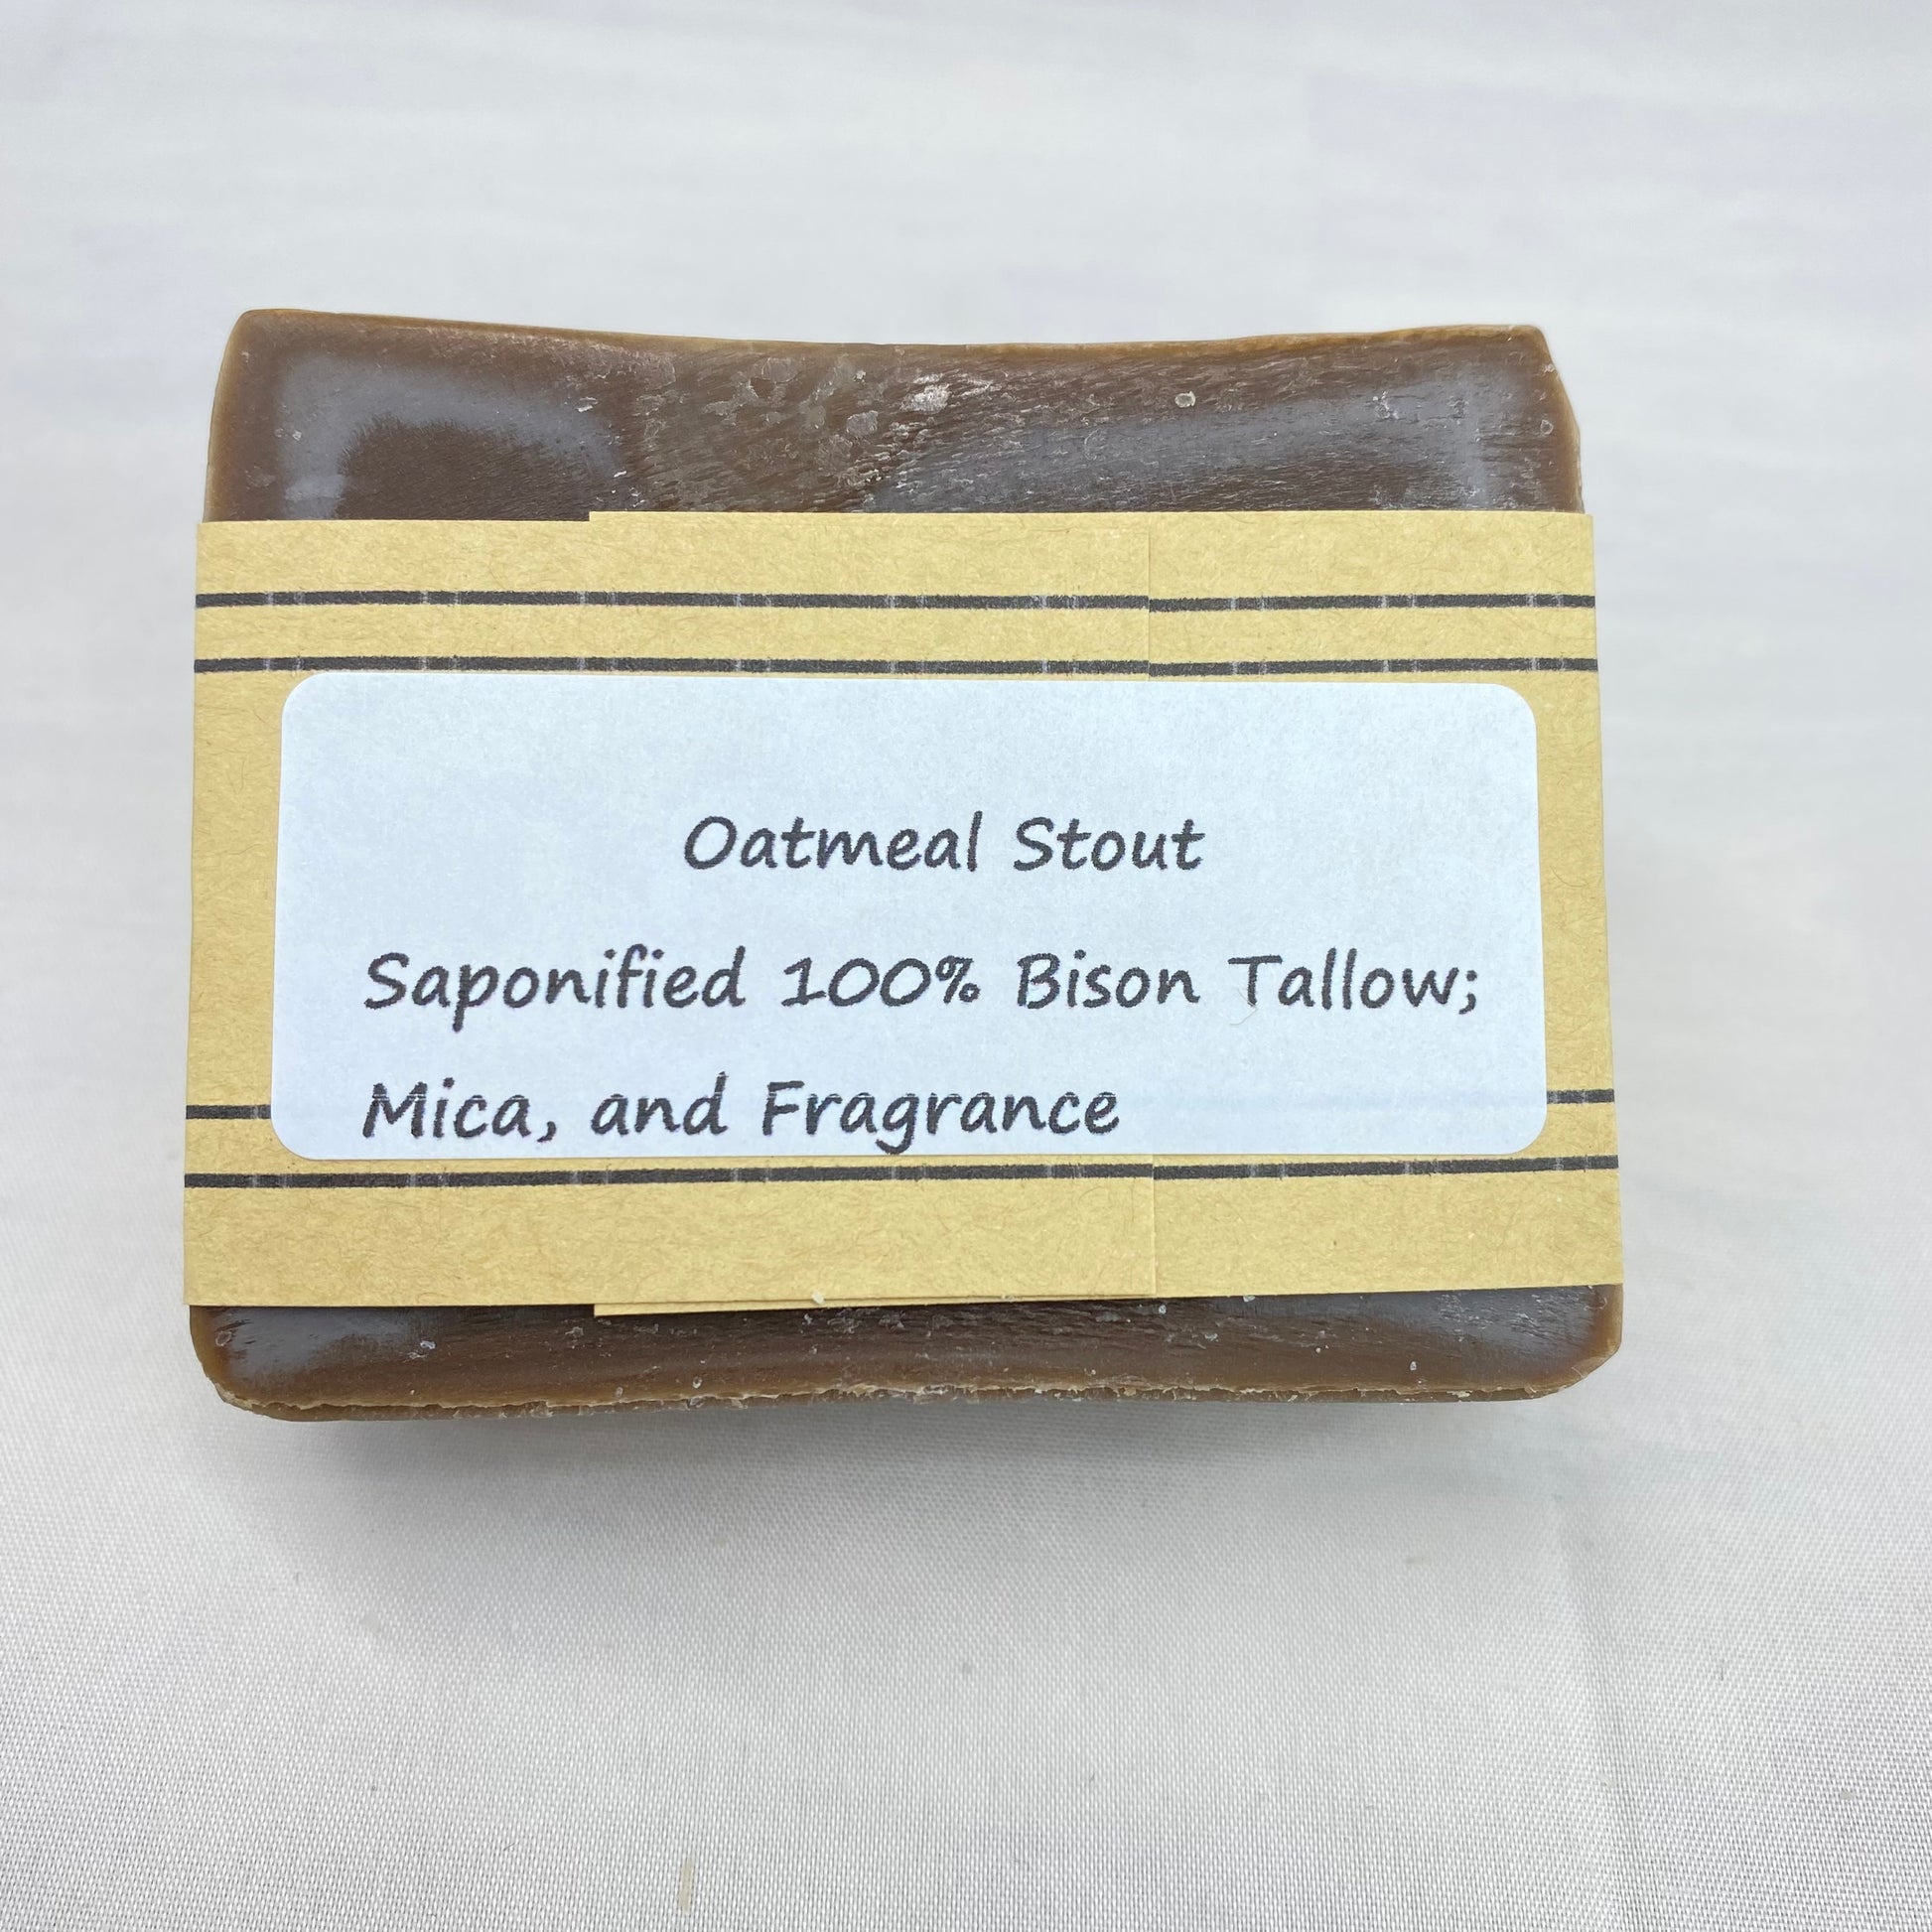 Oatmeal Stout
Saponified 100% Bison Tallow;
Mica, and Fragrance